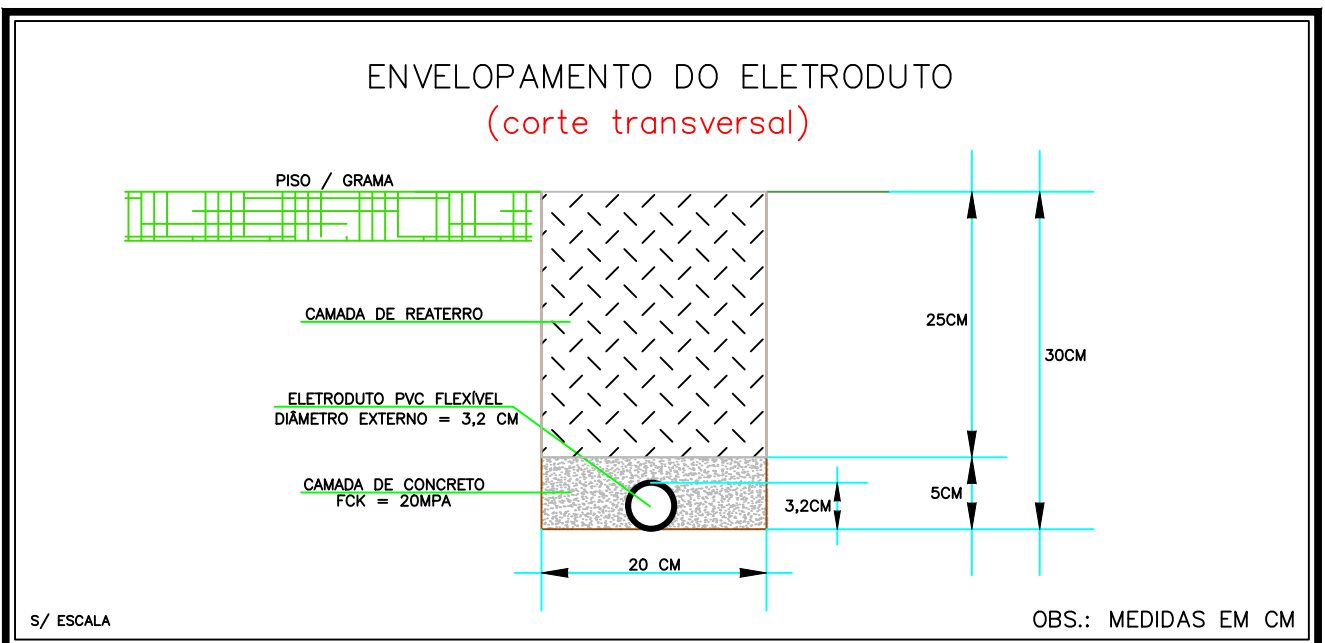 ENVELOPAMENTO DO ELETRODUTO
(corte transversal)
PISO / GRAMA
CAMADA DE REATERRO
25CM
30CM
ELETRODUTO PVC FLEXÍVEL
DIÂMETRO EXTERNO = 3,2 CM
CAMADA DE CONCRETO
FCK = 20MPA
5CM
3,2CM
20 CM
S/ ESCALA
OBS.: MEDIDAS EM CM